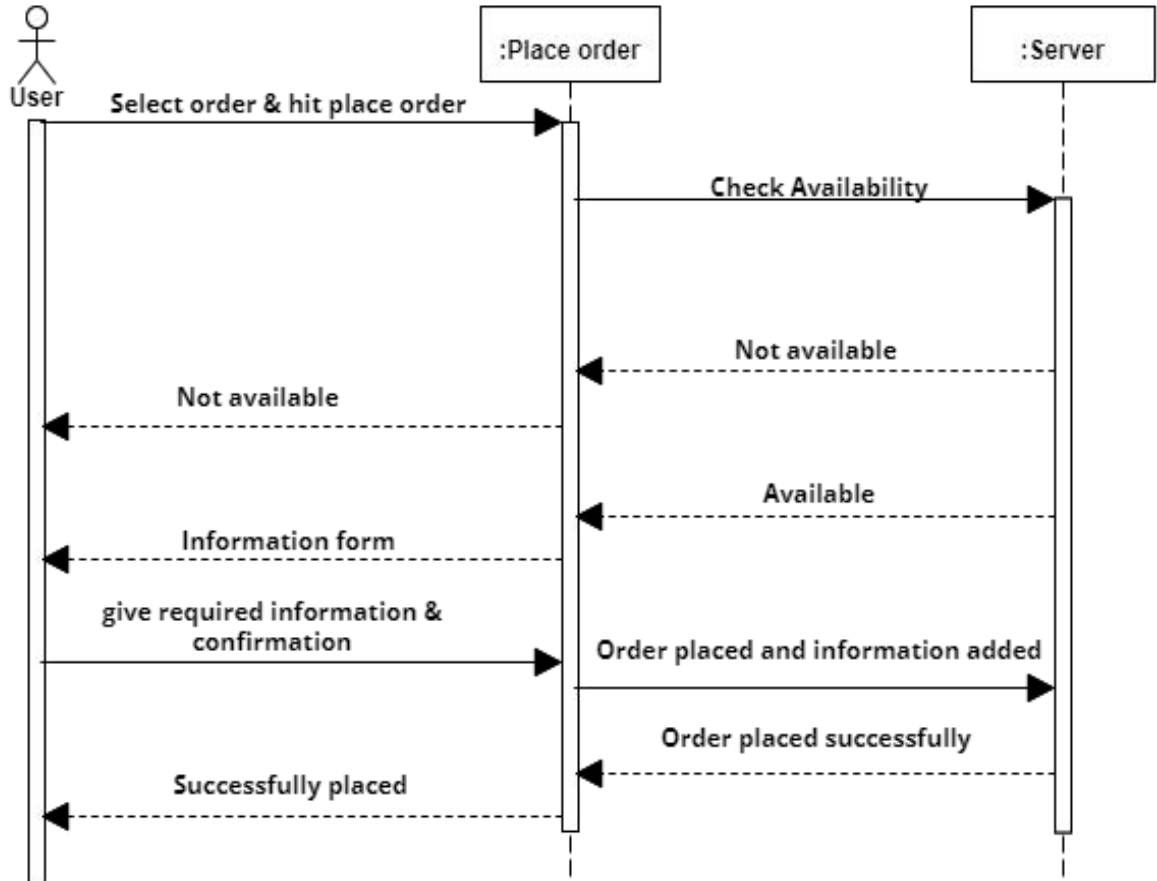 :Place order
:Server
User
Select order & hit place order
Check Availability
Not available
Not available
Available
Information form
give required information &
confirmation
Order placed and information added
Order placed successfully
Successfully placed